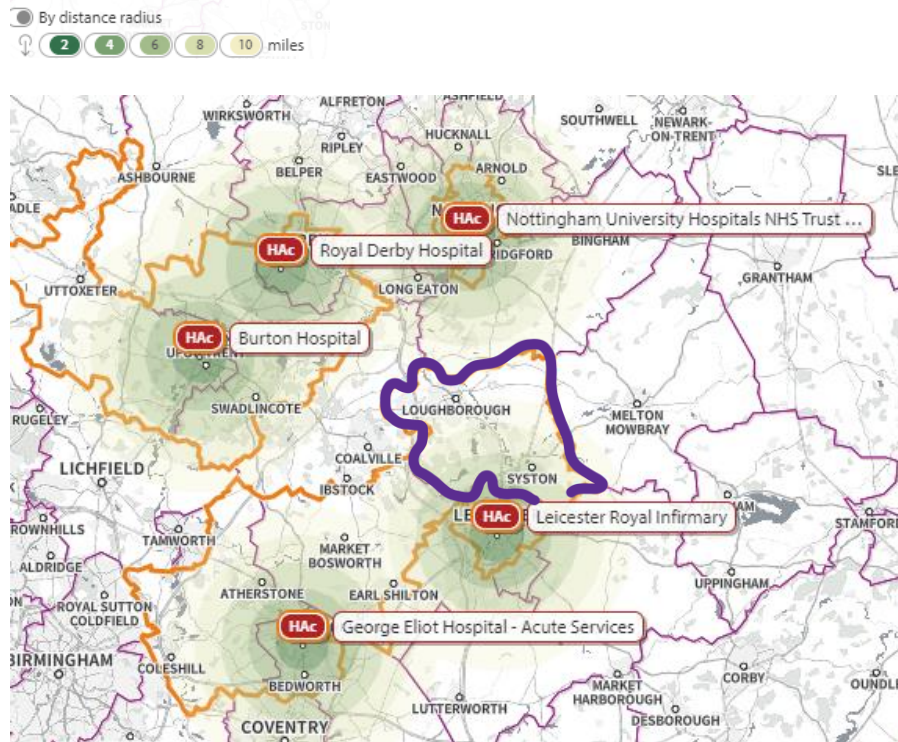 By distance radius
2 4 6 8 10 miles
ALFRETON
ASHFIELD
WIRKSWORTH
SOUTHWELL
NEWARK-
ON-TRENT
HUCKNALL
RIPLEY
ASHBOURNE
BELPER
EASTWOOD
ARNOLD
HAc Nottingham University Hospitals NHS Trust ...
HAc Royal Derby Hospital
BINGHAM
GRANTHAM
UTTOXETER
LONG EATON
HAc Burton Hospital
SWADLINCOTE
LOUGHBOROUGH
RUGELEY
MELTON
MOWBRAY
COALVILLE
LICHFIELD
SYSTON
IBSTOCK
HAc Leicester Royal Infirmary
STAMFORD
TAMWORTH
MARKET
BOSWORTH
ALDRIDGE
UPPINGHAM
ATHERSTONE
EARL SHILTON
ROYAL SUTTON
COLDFIELD
HAc George Eliot Hospital - Acute Services
BIRMINGHAM
COLESHILL
CORBY
BEDWORTH
MARKET
HARBOROUGH
LUTTERWORTH
DESBOROUGH
COVENTRY